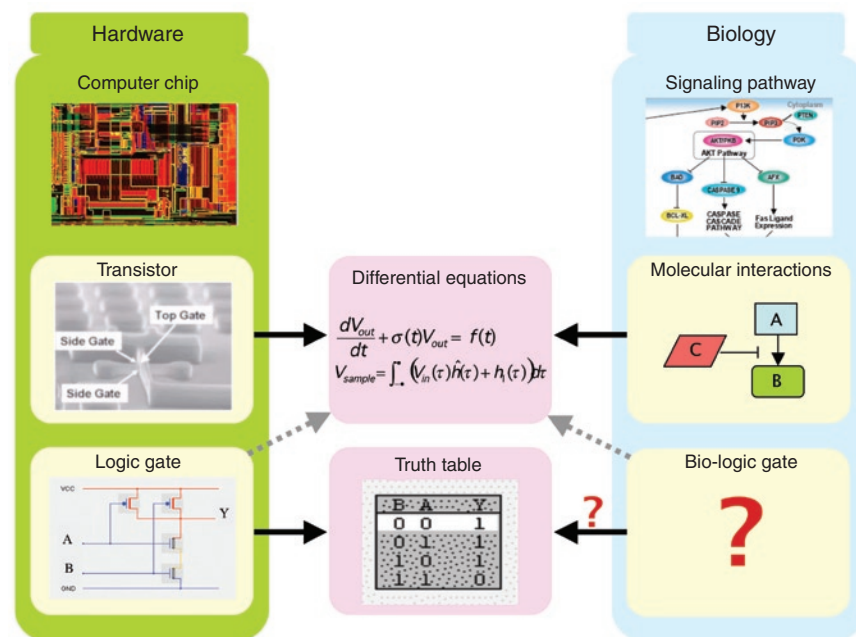 Hardware
Biology
Computer chip
Signaling pathway
PI3K
Cytoplasm
PTEN
PIP2
PIP3
AKT/PKB
PDK
AKT Pathway
BAD
CASPASE 9
AFX
BCL-XL
CASPASE
CASCADE
PATHWAY
Fas Ligand
Expression
Transistor
Top Gate
Side Gate
Side Gate
Differential equations
dV_out/dt + σ(t)V_out = f(t)
Molecular interactions
A
C
B
Logic gate
VCC
Y
A
B
GND
Truth table
B A Y
0 0 1
0 1 1
1 0 1
1 1 0
?
Bio-logic gate
?